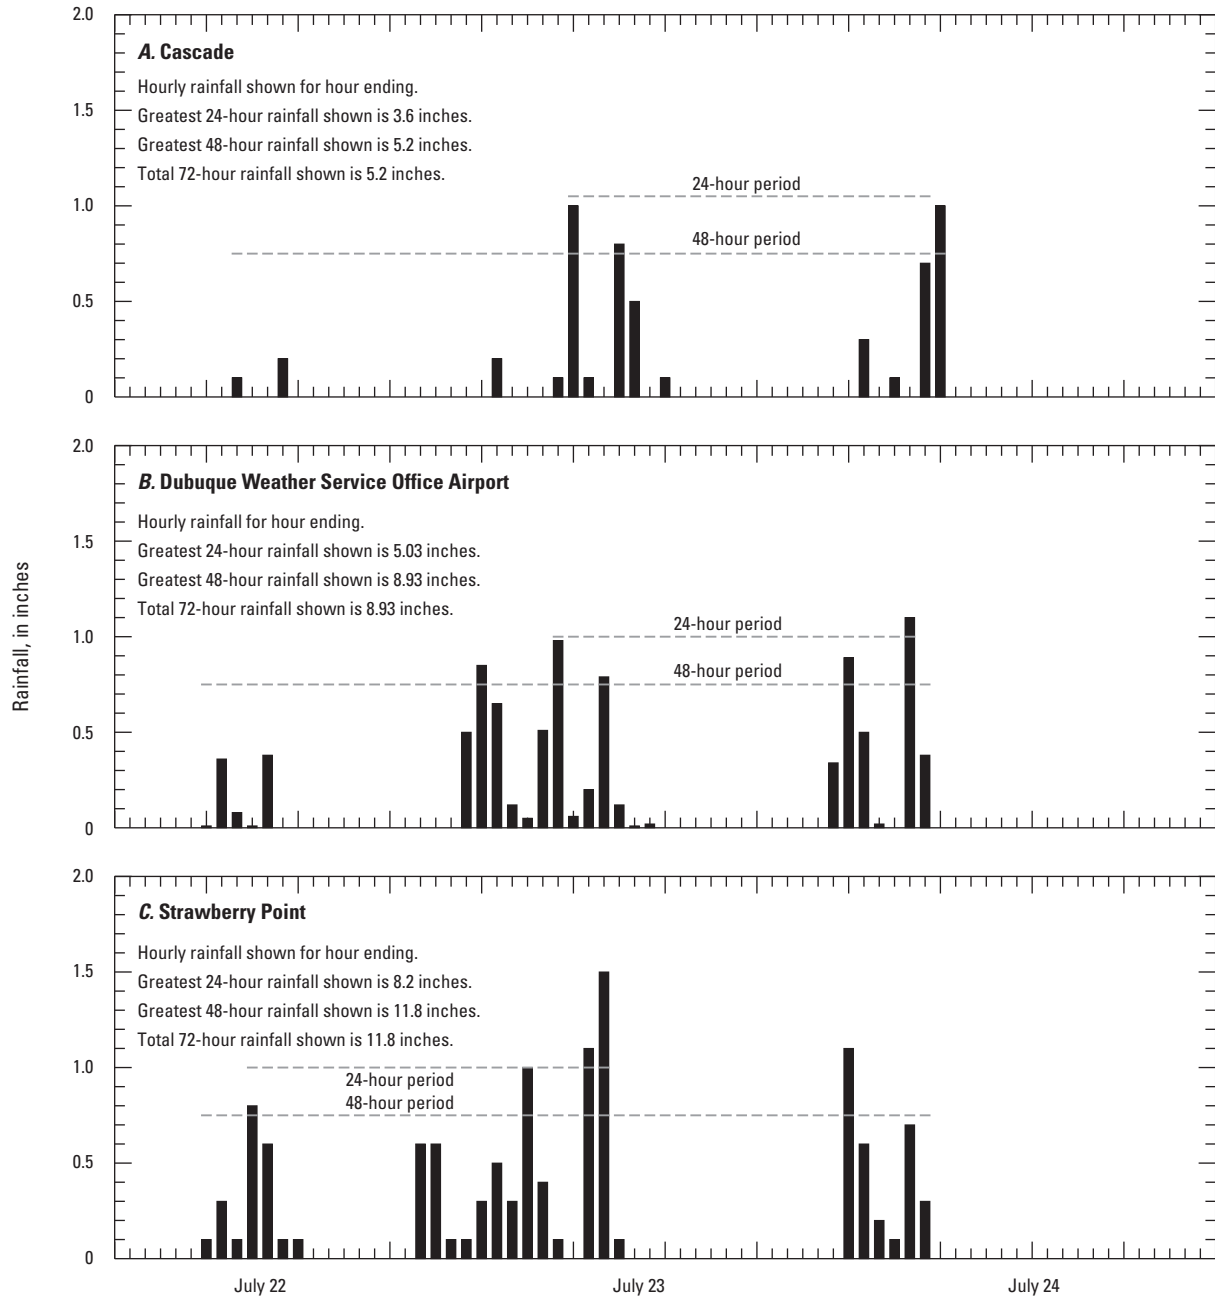 Rainfall, in inches
2.0
A. Cascade
Hourly rainfall shown for hour ending.
1.5
Greatest 24-hour rainfall shown is 3.6 inches.
Greatest 48-hour rainfall shown is 5.2 inches.
Total 72-hour rainfall shown is 5.2 inches.
24-hour period
1.0
48-hour period
0.5
0
2.0
B. Dubuque Weather Service Office Airport
Hourly rainfall for hour ending.
1.5
Greatest 24-hour rainfall shown is 5.03 inches.
Greatest 48-hour rainfall shown is 8.93 inches.
Total 72-hour rainfall shown is 8.93 inches.
24-hour period
1.0
48-hour period
0.5
0
2.0
C. Strawberry Point
Hourly rainfall shown for hour ending.
1.5
Greatest 24-hour rainfall shown is 8.2 inches.
Greatest 48-hour rainfall shown is 11.8 inches.
Total 72-hour rainfall shown is 11.8 inches.
1.0
24-hour period
48-hour period
0.5
0
July 22
July 23
July 24